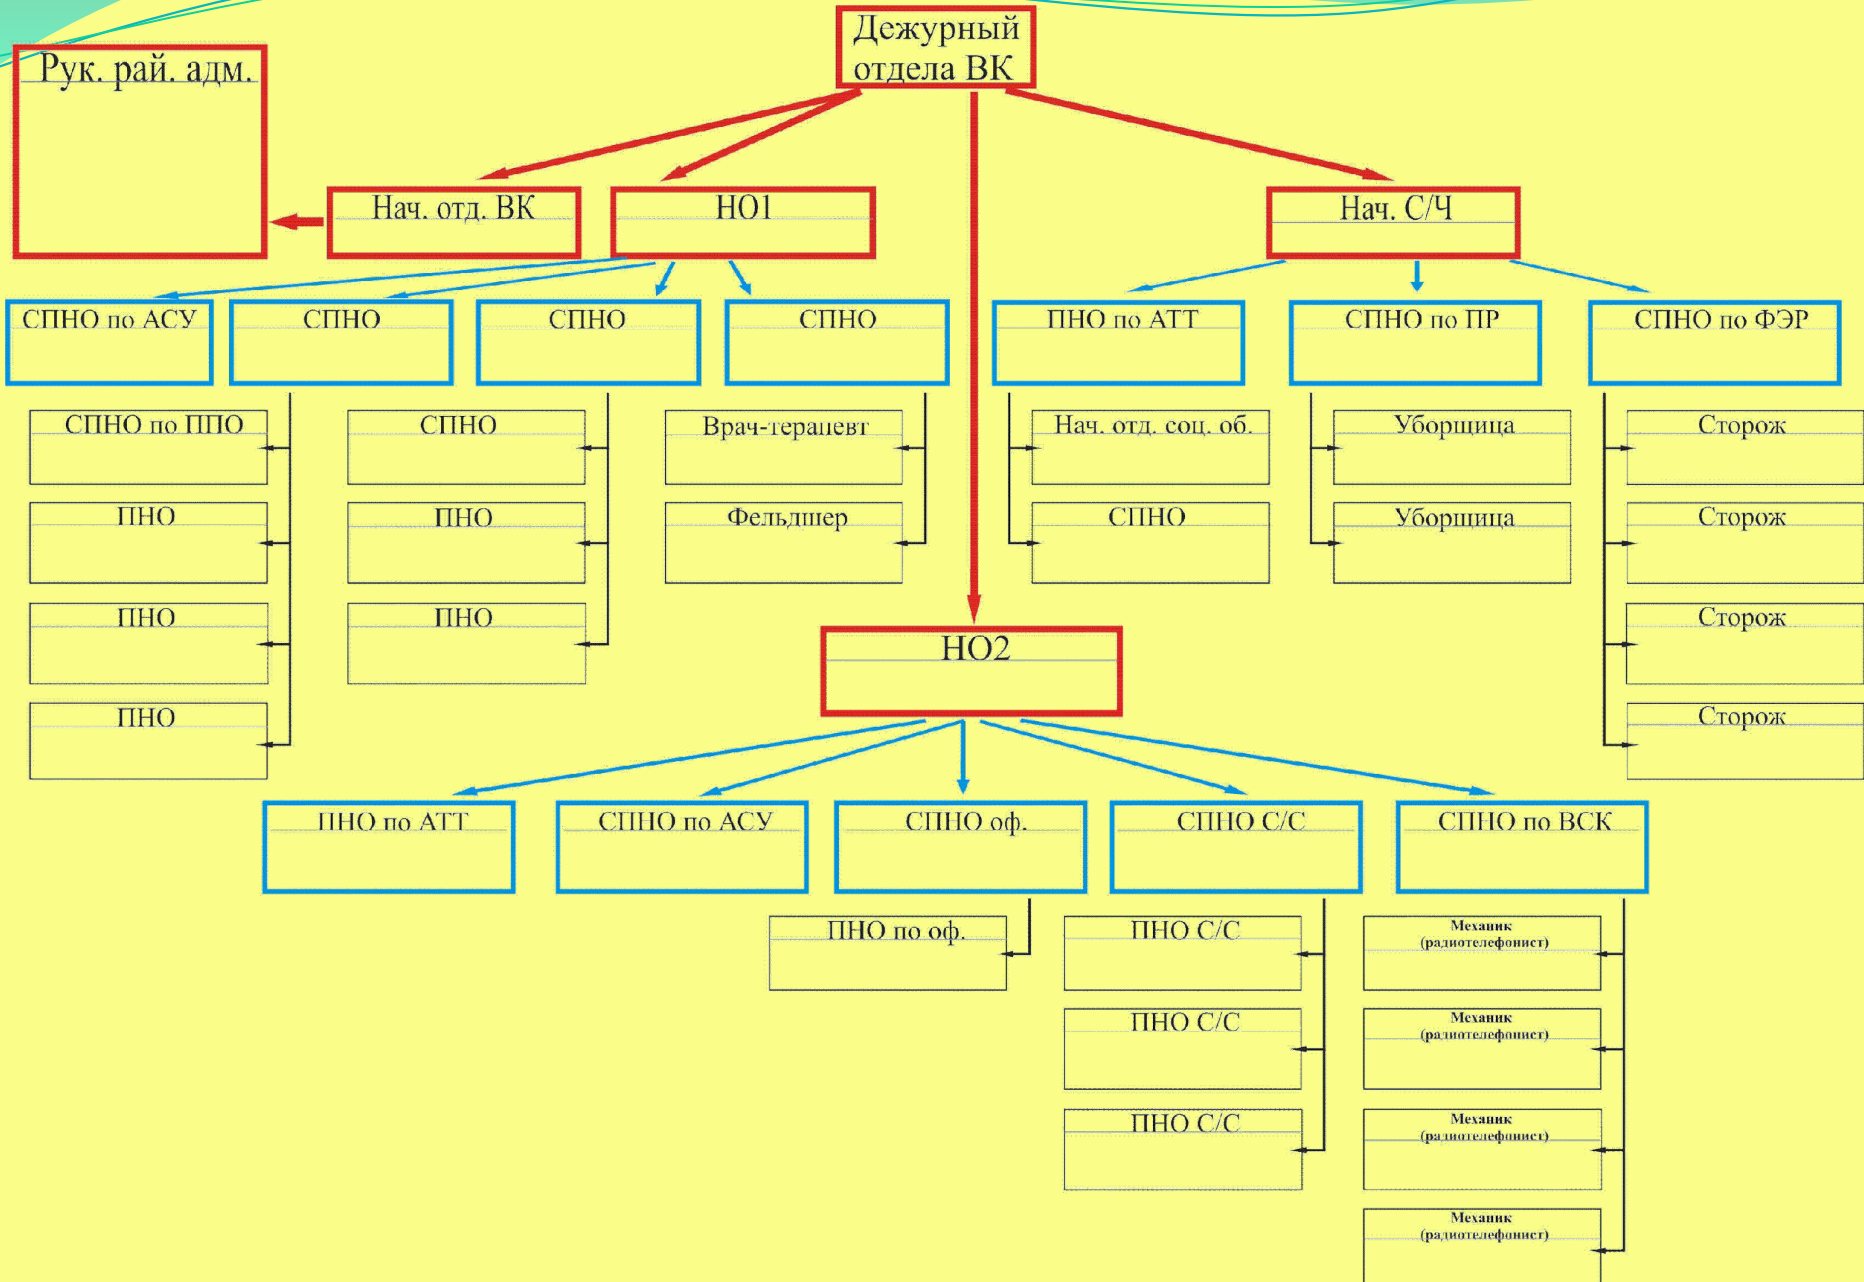 Дежурный
отдела ВК
Рук. рай. адм.
Нач. отд. ВК
НО1
Нач. С/Ч
СПНО по АСУ
СПНО
СПНО
СПНО
ПНО по АТТ
СПНО по ПР
СПНО по ФЭР
СПНО по ППО
СПНО
Врач-терапевт
Нач. отд. соц. об.
Уборщица
Сторож
ПНО
ПНО
Фельдшер
СПНО
Уборщица
Сторож
ПНО
ПНО
Сторож
НО2
ПНО
Сторож
ПНО по АТТ
СПНО по АСУ
СПНО оф.
СПНО С/С
СПНО по ВСК
ПНО по оф.
ПНО С/С
Механик
(радиотелефонист)
ПНО С/С
Механик
(радиотелефонист)
ПНО С/С
Механик
(радиотелефонист)
Механик
(радиотелефонист)